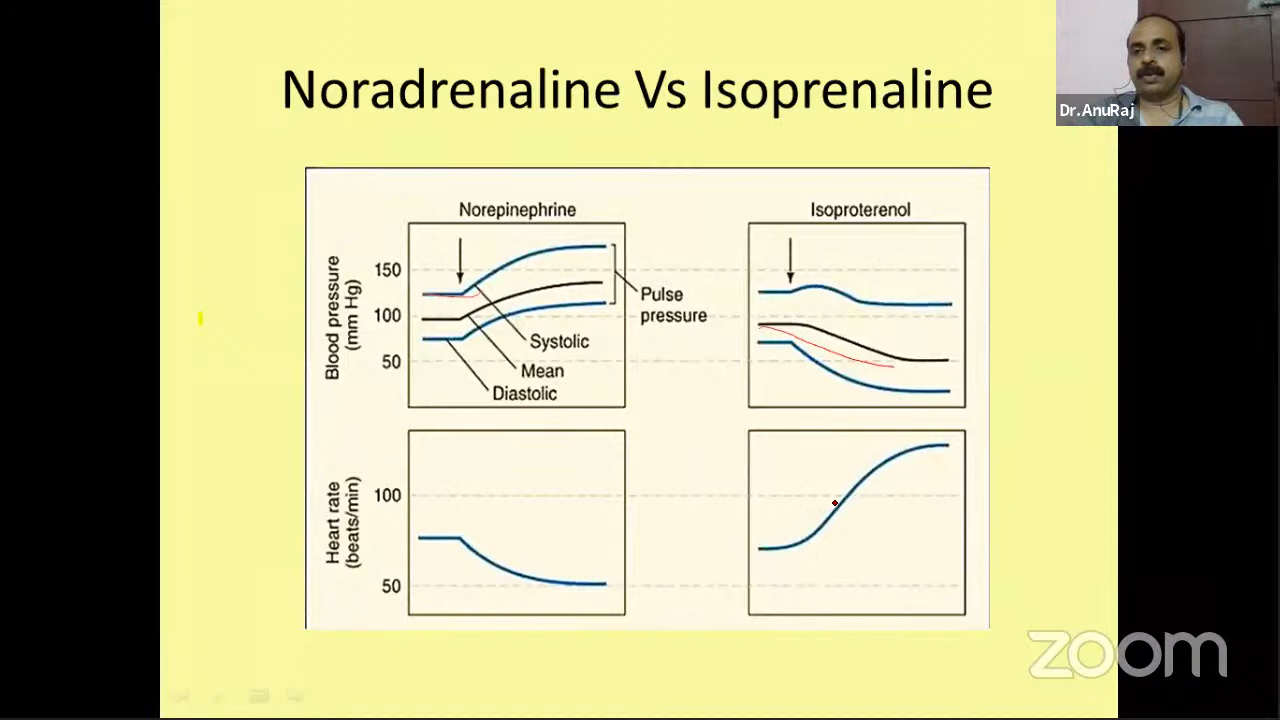 Noradrenaline Vs Isoprenaline
Dr.AnuRaj
Norepinephrine
Isoproterenol
Blood pressure
(mm Hg)
150
100
50
Pulse
pressure
Systolic
Mean
Diastolic
Heart rate
(beats/min)
100
50
zoom